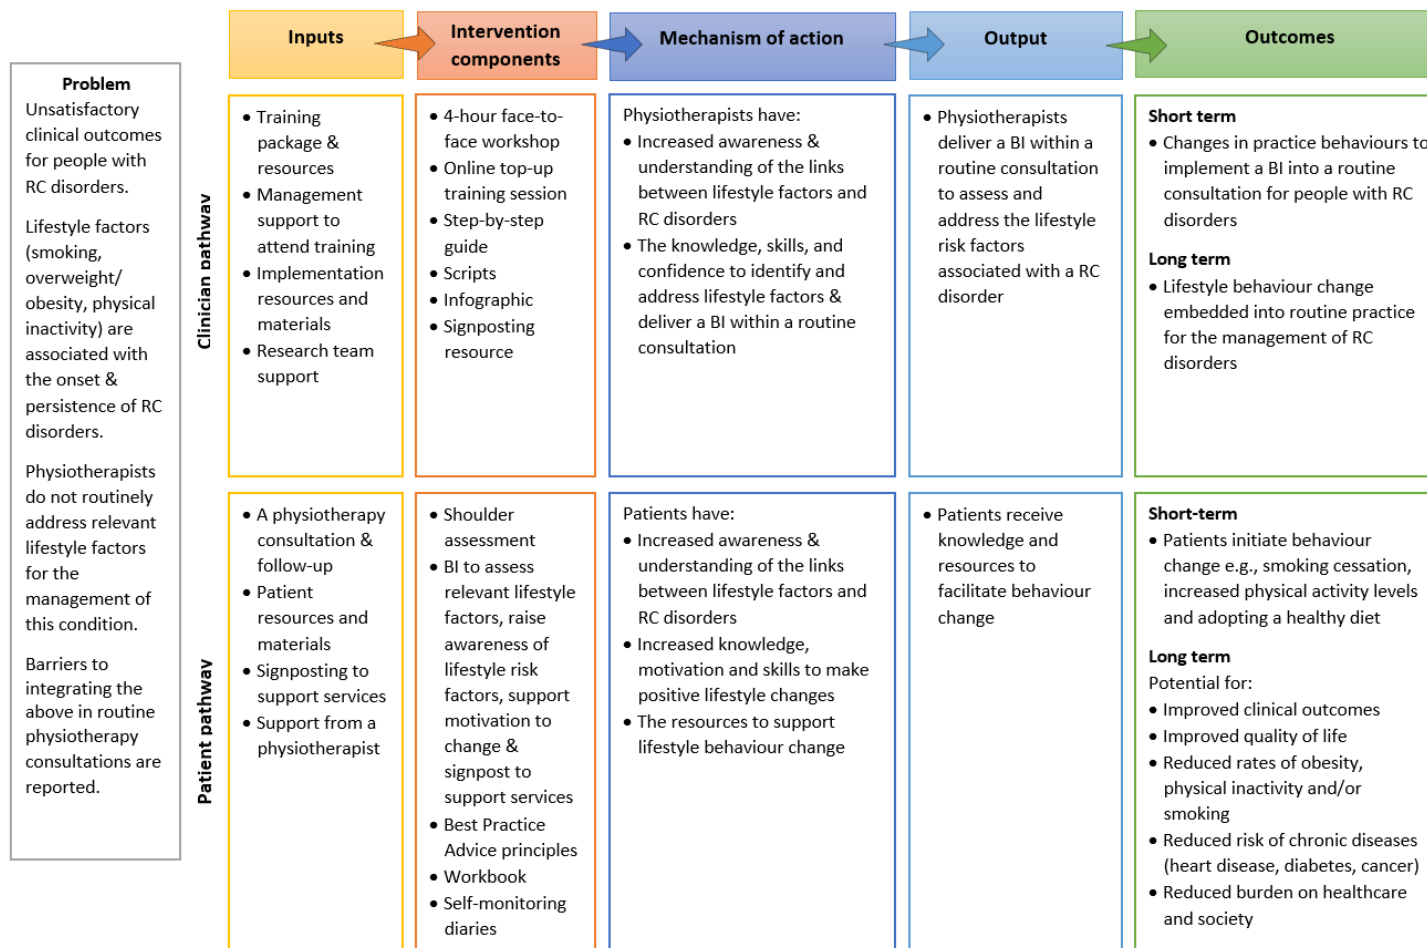 Inputs
Intervention
components
Mechanism of action
Output
Outcomes
Problem
Unsatisfactory
clinical outcomes
for people with
RC disorders.
Lifestyle factors
(smoking,
overweight/
obesity, physical
inactivity) are
associated with
the onset &
persistence of RC
disorders.
Physiotherapists
do not routinely
address relevant
lifestyle factors
for the
management of
this condition.
Barriers to
integrating the
above in routine
physiotherapy
consultations are
reported.
Clinician pathway
• Training
package &
resources
• Management
support to
attend training
• Implementation
resources and
materials
• Research team
support
• 4-hour face-to-
face workshop
• Online top-up
training session
• Step-by-step
guide
• Scripts
• Infographic
• Signposting
resource
Physiotherapists have:
• Increased awareness &
understanding of the links
between lifestyle factors and
RC disorders
• The knowledge, skills, and
confidence to identify and
address lifestyle factors &
deliver a BI within a routine
consultation
• Physiotherapists
deliver a BI within a
routine consultation
to assess and
address the lifestyle
risk factors
associated with a RC
disorder
Short term
• Changes in practice behaviours to
implement a BI into a routine
consultation for people with RC
disorders
Long term
• Lifestyle behaviour change
embedded into routine practice
for the management of RC
disorders
Patient pathway
• A physiotherapy
consultation &
follow-up
• Patient
resources and
materials
• Signposting to
support services
• Support from a
physiotherapist
• Shoulder
assessment
• BI to assess
relevant lifestyle
factors, raise
awareness of
lifestyle risk
factors, support
motivation to
change &
signpost to
support services
• Best Practice
Advice principles
• Workbook
• Self-monitoring
diaries
Patients have:
• Increased awareness &
understanding of the links
between lifestyle factors and
RC disorders
• Increased knowledge,
motivation and skills to make
positive lifestyle changes
• The resources to support
lifestyle behaviour change
• Patients receive
knowledge and
resources to
facilitate behaviour
change
Short-term
• Patients initiate behaviour
change e.g., smoking cessation,
increased physical activity levels
and adopting a healthy diet
Long term
Potential for:
• Improved clinical outcomes
• Improved quality of life
• Reduced rates of obesity,
physical inactivity and/or
smoking
• Reduced risk of chronic diseases
(heart disease, diabetes, cancer)
• Reduced burden on healthcare
and society